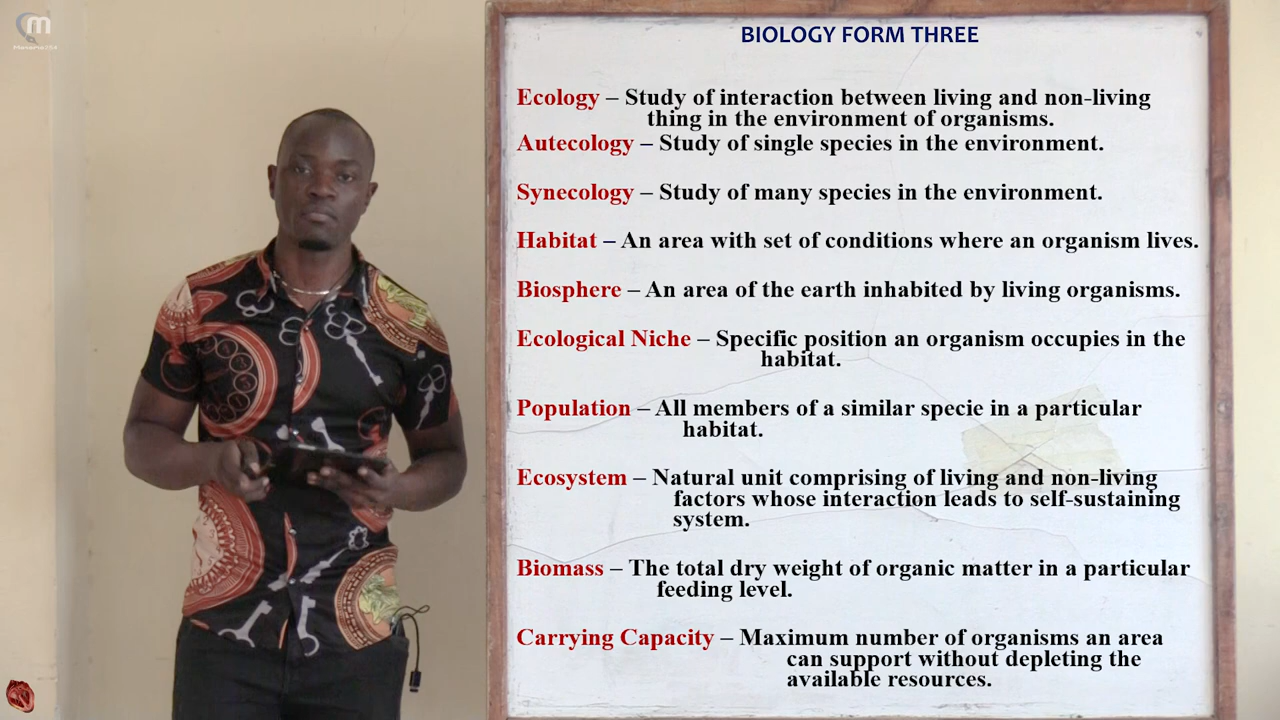 BIOLOGY FORM THREE
Ecology – Study of interaction between living and non-living
thing in the environment of organisms.
Autecology – Study of single species in the environment.
Synecology – Study of many species in the environment.
Habitat – An area with set of conditions where an organism lives.
Biosphere – An area of the earth inhabited by living organisms.
Ecological Niche – Specific position an organism occupies in the
habitat.
Population – All members of a similar specie in a particular
habitat.
Ecosystem – Natural unit comprising of living and non-living
factors whose interaction leads to self-sustaining
system.
Biomass – The total dry weight of organic matter in a particular
feeding level.
Carrying Capacity – Maximum number of organisms an area
can support without depleting the
available resources.